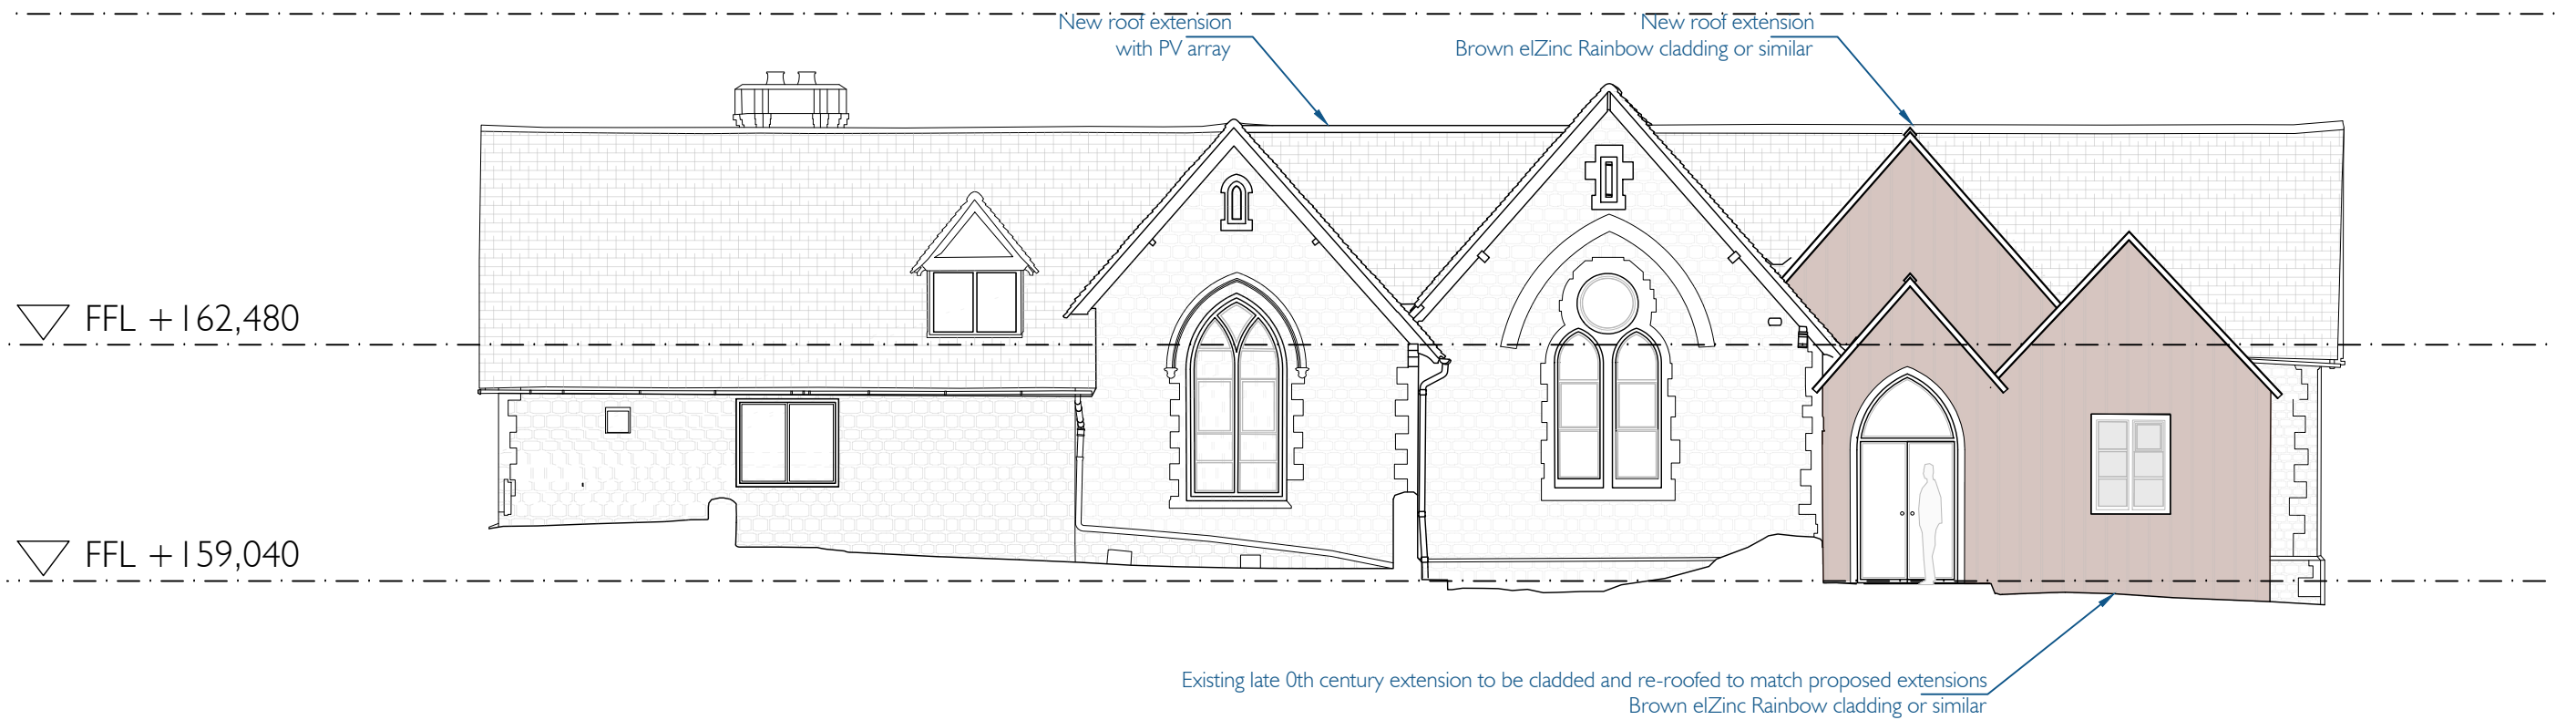 New roof extension
with PV array
New roof extension
Brown elZinc Rainbow cladding or similar
FFL +162,480
FFL +159,040
Existing late 0th century extension to be cladded and re-roofed to match proposed extensions
Brown elZinc Rainbow cladding or similar